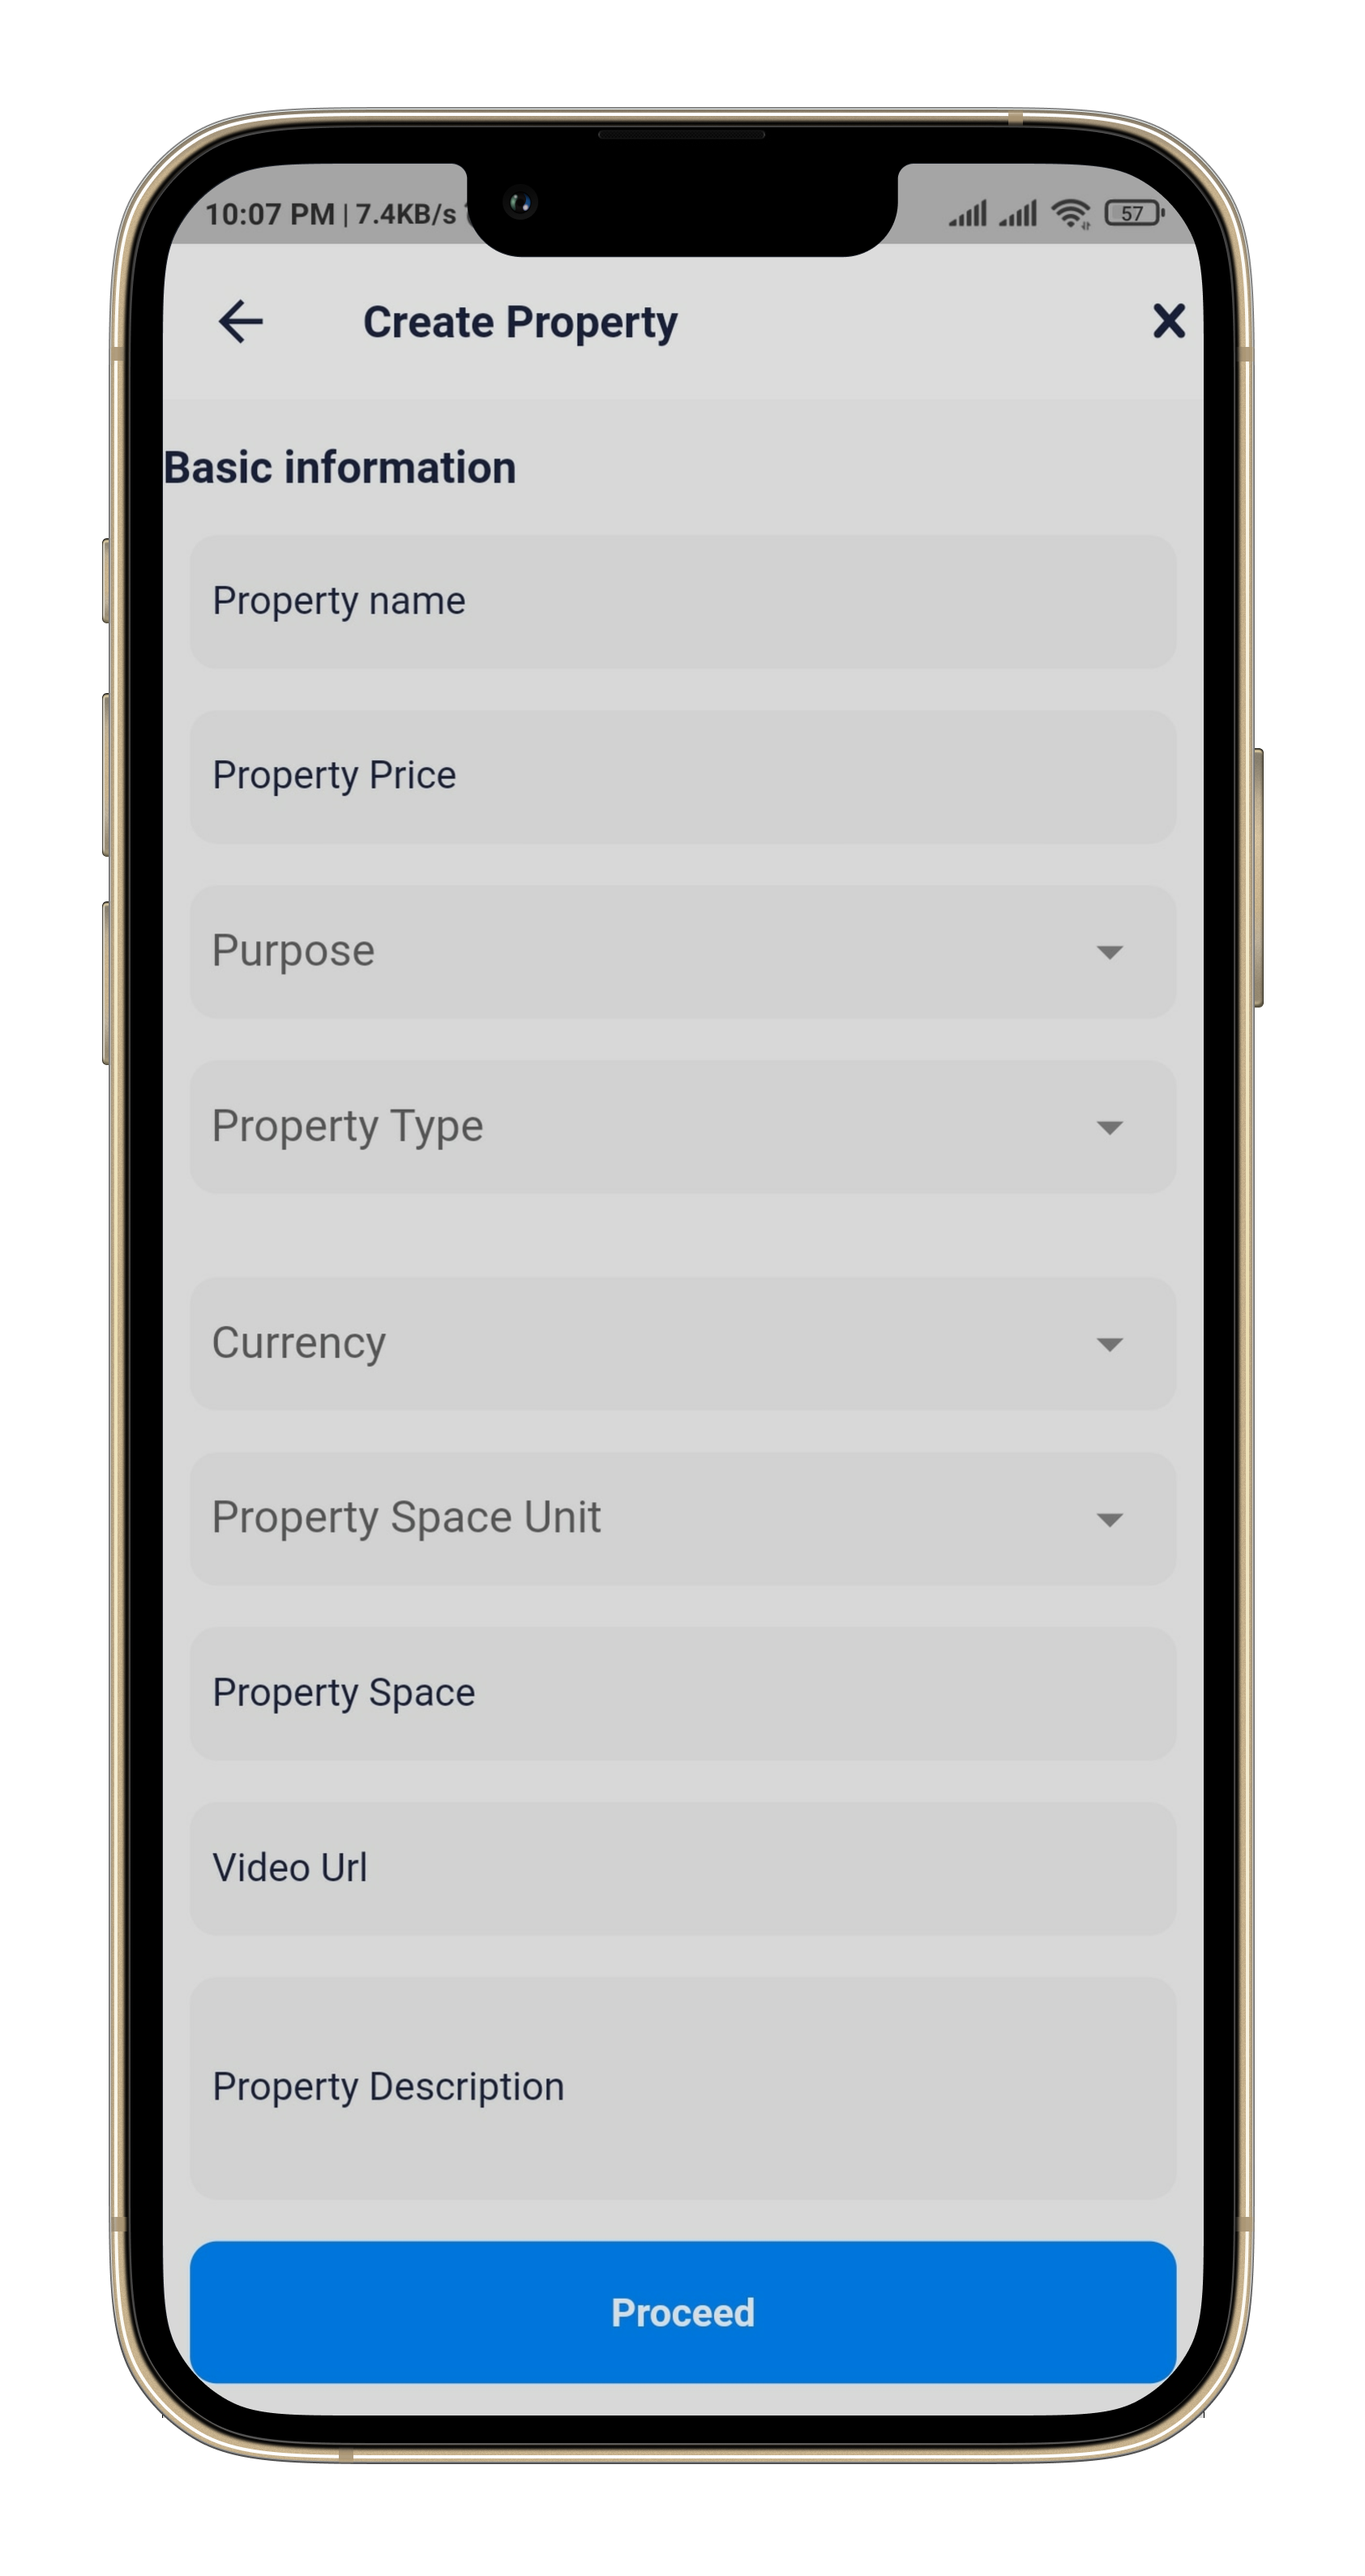 10:07 PM | 7.4KB/s
57
Create Property
Basic information
Property name
Property Price
Purpose
Property Type
Currency
Property Space Unit
Property Space
Video Url
Property Description
Proceed